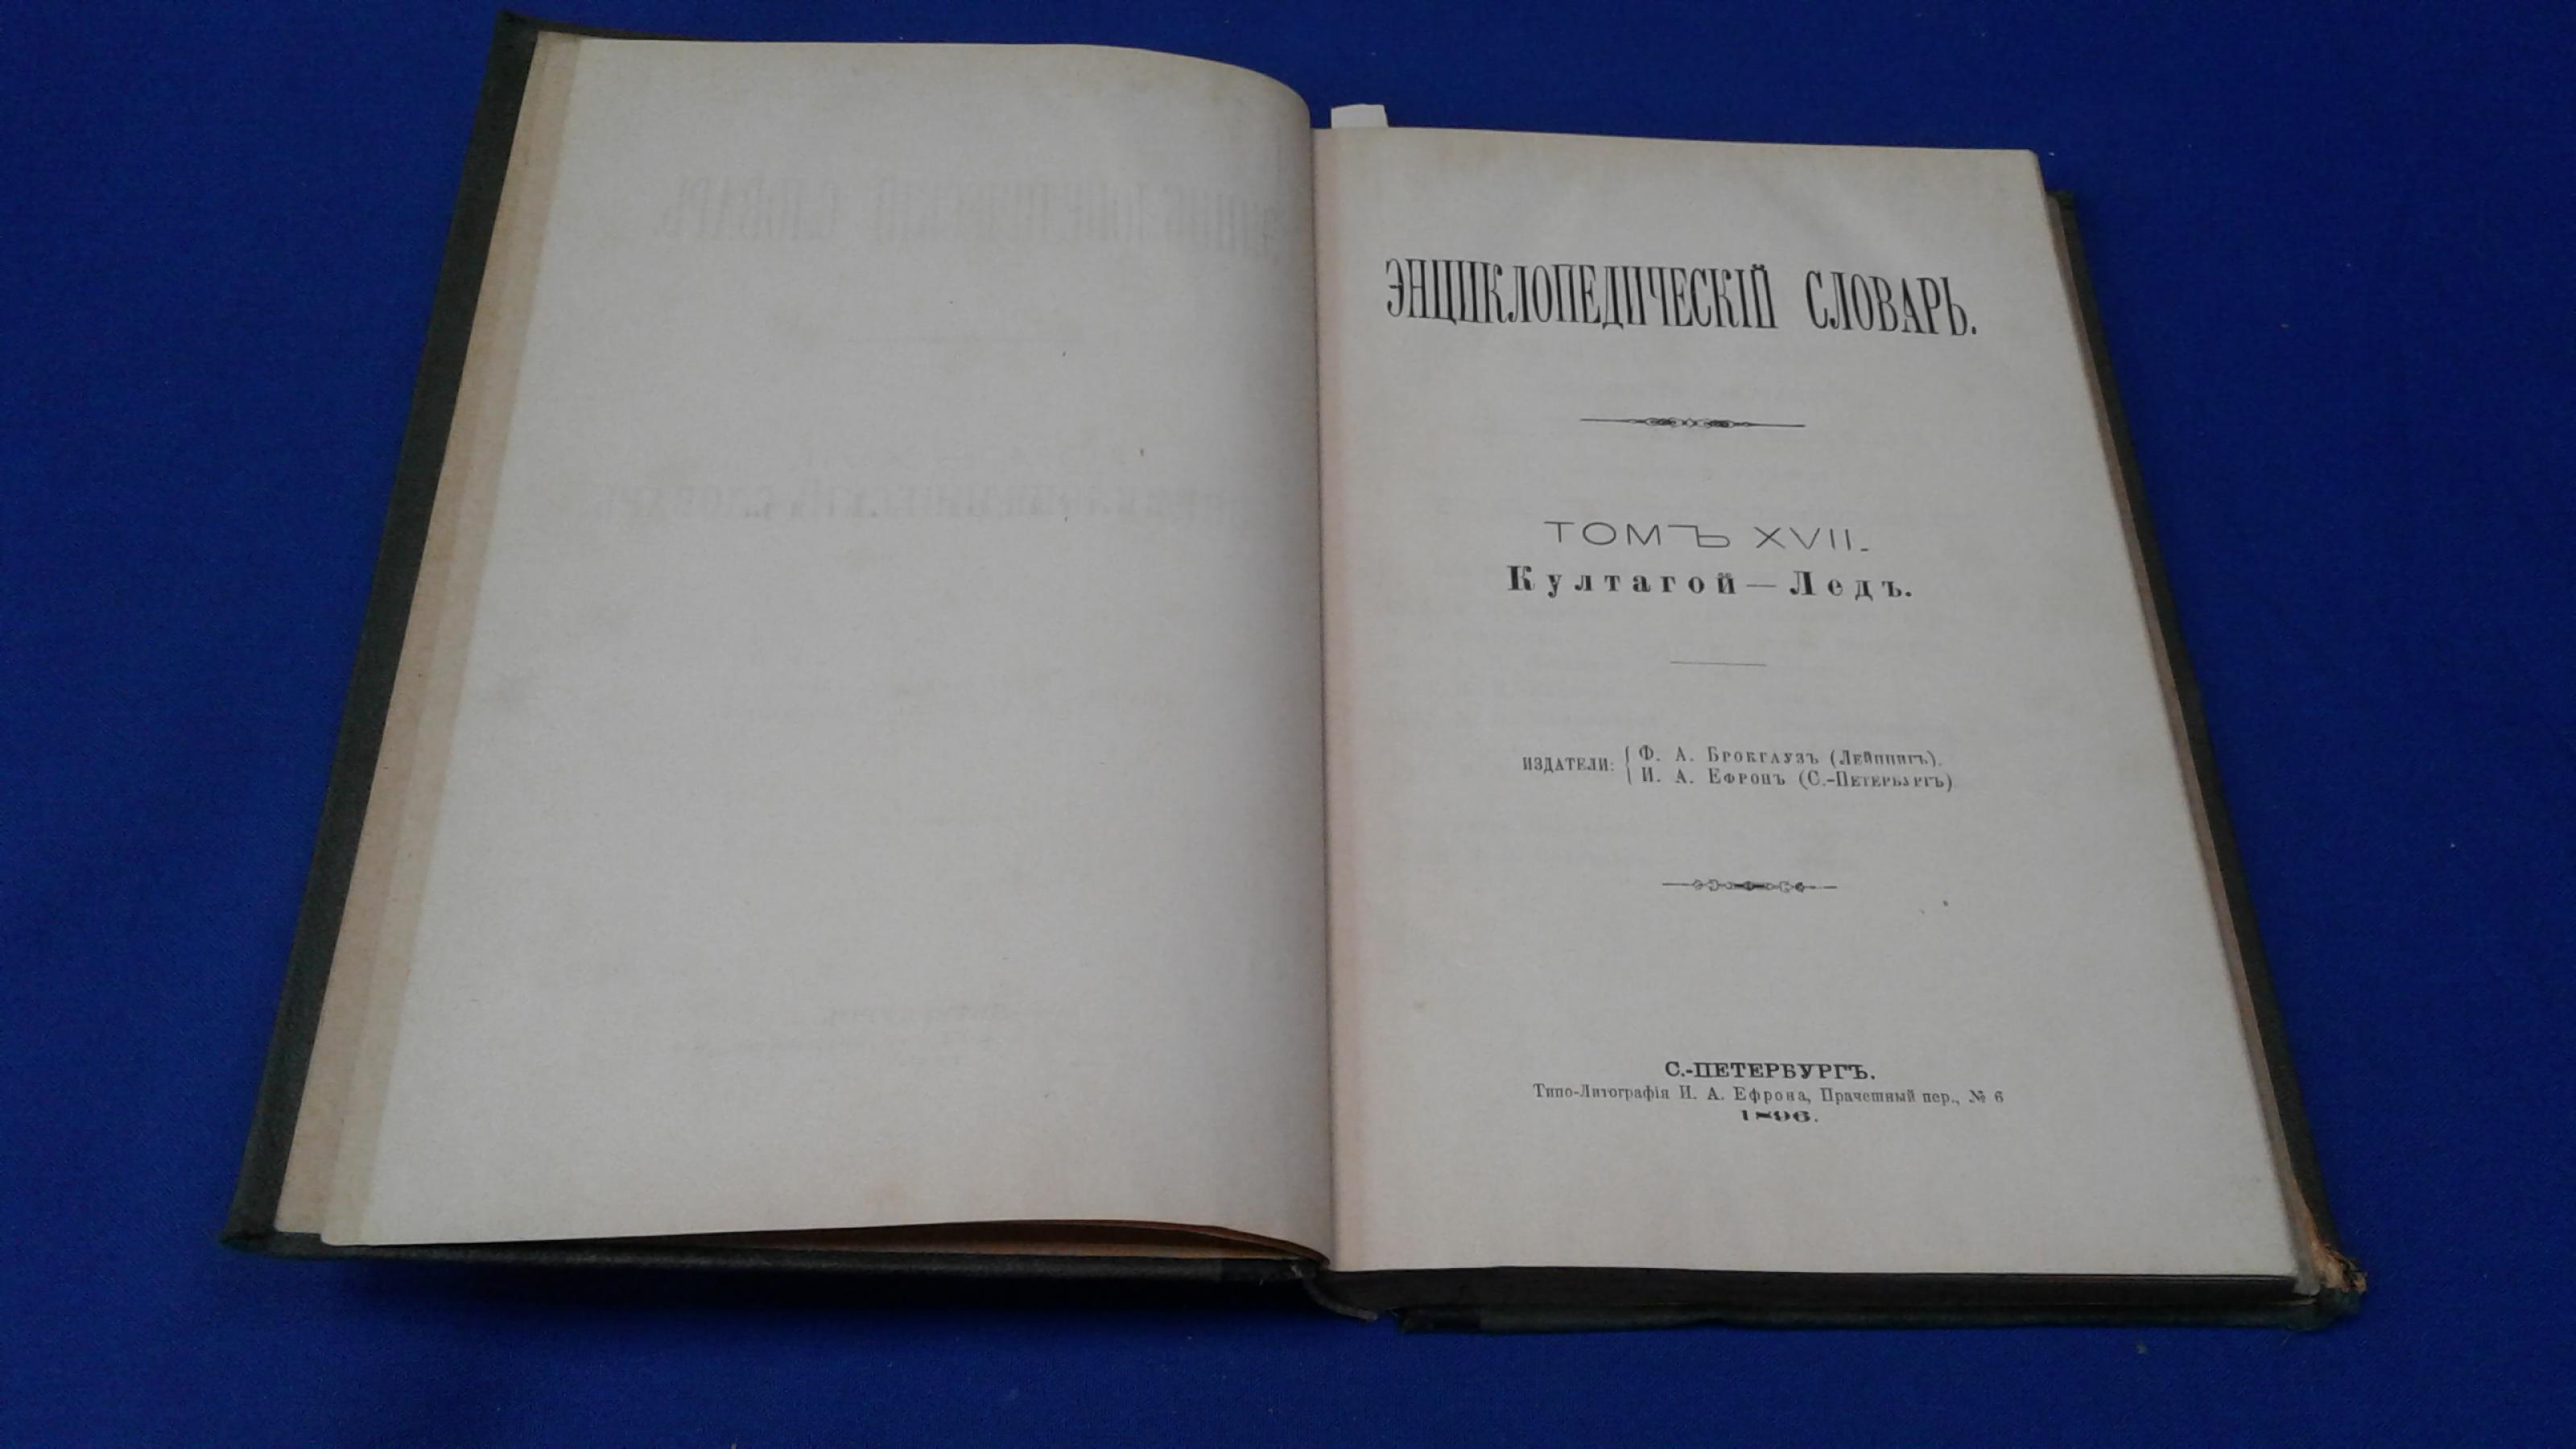 ЭНЦИКЛОПЕДИЧЕСКІЙ СЛОВАРЬ.
ТОМЪ XVII.
Култагой — Ледъ.
ИЗДАТЕЛИ: { Ф. А. Брокгаузъ (Лейпцигъ).
И. А. Ефронъ (С.-Петербургъ)
С.-ПЕТЕРБУРГЪ.
Типо-Литографія И. А. Ефрона, Прачешный пер., № 6
1896.